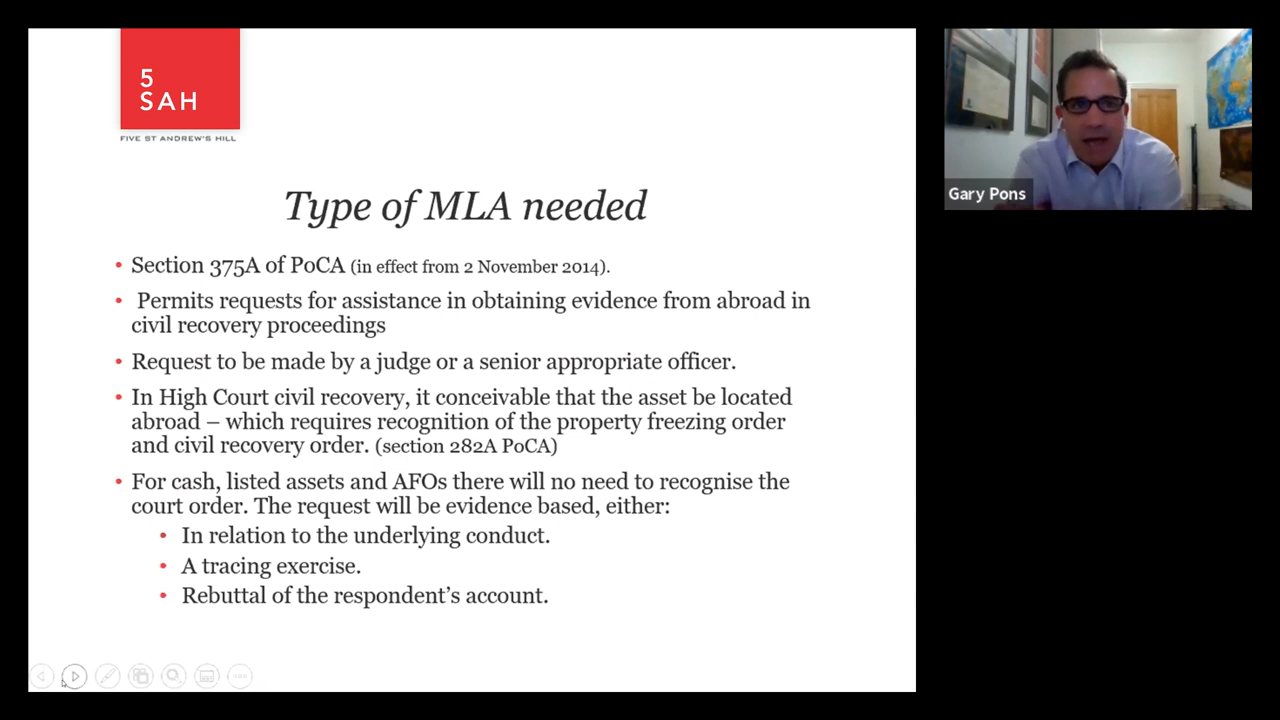 5
SAH
FIVE ST ANDREW'S HILL
Type of MLA needed
• Section 375A of PoCA (in effect from 2 November 2014).
• Permits requests for assistance in obtaining evidence from abroad in
civil recovery proceedings
• Request to be made by a judge or a senior appropriate officer.
• In High Court civil recovery, it conceivable that the asset be located
abroad – which requires recognition of the property freezing order
and civil recovery order. (section 282A PoCA)
• For cash, listed assets and AFOs there will no need to recognise the
court order. The request will be evidence based, either:
• In relation to the underlying conduct.
• A tracing exercise.
• Rebuttal of the respondent’s account.
Gary Pons